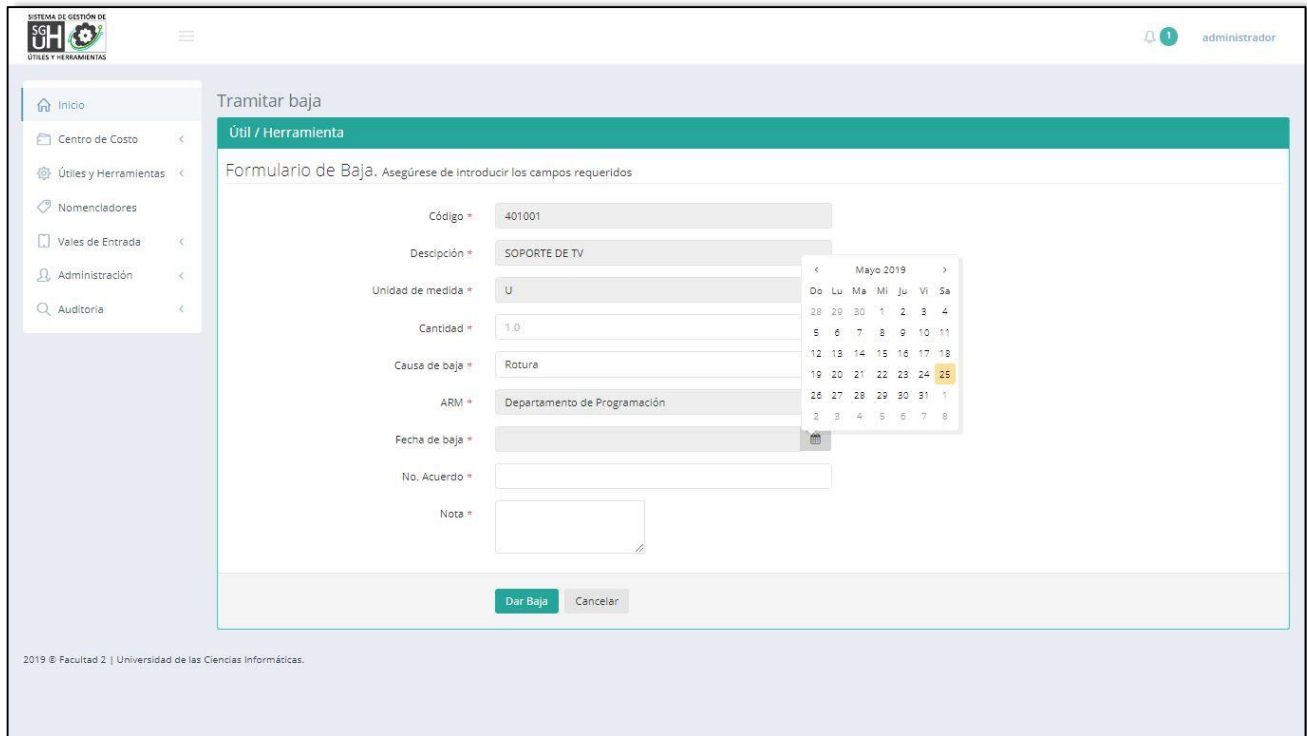 SISTEMA DE GESTIÓN DE
SG
UH
ÚTILES Y HERRAMIENTAS
1 administrador
Inicio
Centro de Costo
Útiles y Herramientas
Nomencladores
Vales de Entrada
Administración
Auditoria
Tramitar baja
Útil / Herramienta
Formulario de Baja. Asegúrese de introducir los campos requeridos
Código * 401001
Descipción * SOPORTE DE TV
Unidad de medida * U
Cantidad * 1.0
Causa de baja * Rotura
ARM * Departamento de Programación
Fecha de baja *
No. Acuerdo *
Nota *
‹ Mayo 2019 ›
Do Lu Ma Mi Ju Vi Sa
28 29 30 1 2 3 4
5 6 7 8 9 10 11
12 13 14 15 16 17 18
19 20 21 22 23 24 25
26 27 28 29 30 31 1
2 3 4 5 6 7 8
Dar Baja Cancelar
2019 © Facultad 2 | Universidad de las Ciencias Informáticas.